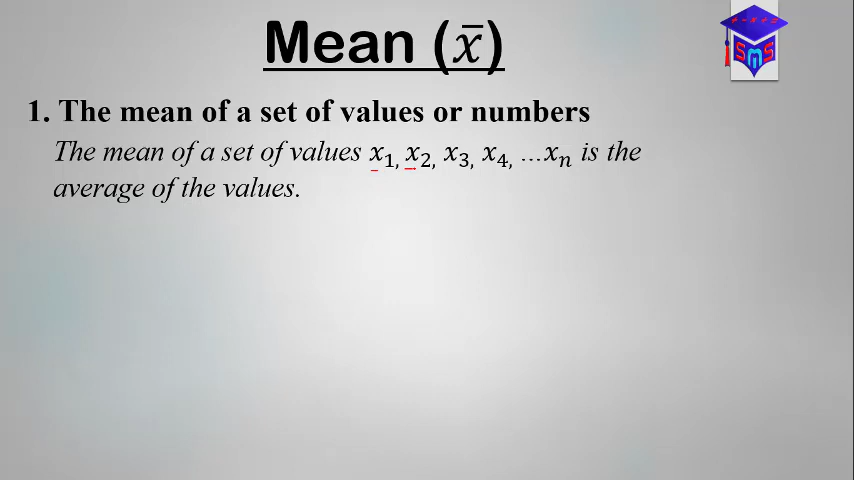 Mean (x̄)
+ - × ÷
SMS
1. The mean of a set of values or numbers
The mean of a set of values x₁, x₂, x₃, x₄, ...xₙ is the
average of the values.